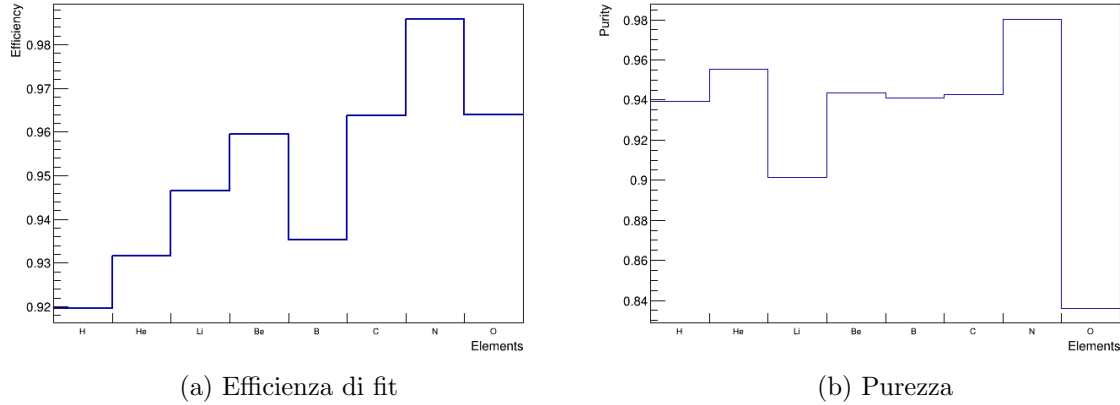 Efficiency
0.98
0.97
0.96
0.95
0.94
0.93
0.92
H He Li Be B C N O
Elements
(a) Efficienza di fit
Purity
0.98
0.96
0.94
0.92
0.9
0.88
0.86
0.84
H He Li Be B C N O
Elements
(b) Purezza